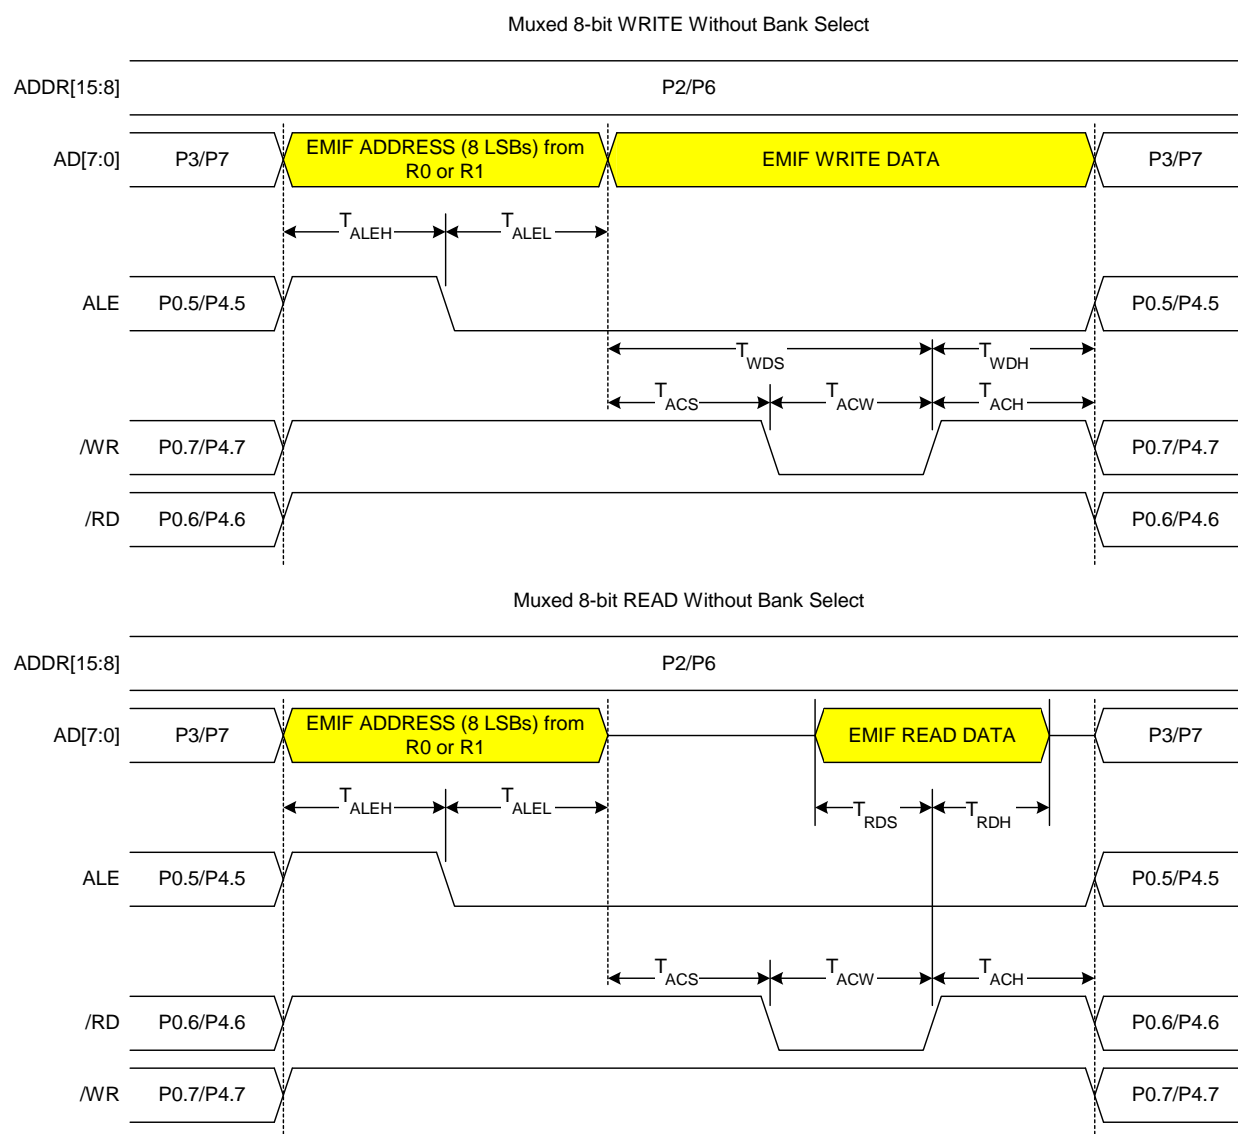 Muxed 8-bit WRITE Without Bank Select
ADDR[15:8] P2/P6
AD[7:0] P3/P7 EMIF ADDRESS (8 LSBs) from R0 or R1 EMIF WRITE DATA P3/P7
TALEH TALEL
ALE P0.5/P4.5 P0.5/P4.5
TWDS TWDH
TACS TACW TACH
/WR P0.7/P4.7 P0.7/P4.7
/RD P0.6/P4.6 P0.6/P4.6
Muxed 8-bit READ Without Bank Select
ADDR[15:8] P2/P6
AD[7:0] P3/P7 EMIF ADDRESS (8 LSBs) from R0 or R1 EMIF READ DATA P3/P7
TALEH TALEL TRDS TRDH
ALE P0.5/P4.5 P0.5/P4.5
TACS TACW TACH
/RD P0.6/P4.6 P0.6/P4.6
/WR P0.7/P4.7 P0.7/P4.7